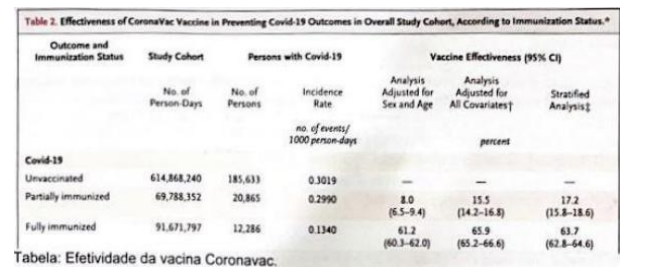 Table 2. Effectiveness of CoronaVac Vaccine in Preventing Covid-19 Outcomes in Overall Study Cohort, According to Immunization Status.*
Outcome and Immunization Status Study Cohort Persons with Covid-19 Vaccine Effectiveness (95% CI)
No. of Person-Days No. of Persons Incidence Rate Analysis Adjusted for Sex and Age Analysis Adjusted for All Covariates† Stratified Analysis‡
no. of events/ 1000 person-days percent
Covid-19
Unvaccinated 614,868,240 185,633 0.3019 — — —
Partially immunized 69,788,352 20,865 0.2990 8.0 15.5 17.2
(6.5–9.4) (14.2–16.8) (15.8–18.6)
Fully immunized 91,671,797 12,286 0.1340 61.2 65.9 63.7
(60.3–62.0) (65.2–66.6) (62.8–64.6)
Tabela: Efetividade da vacina Coronavac.